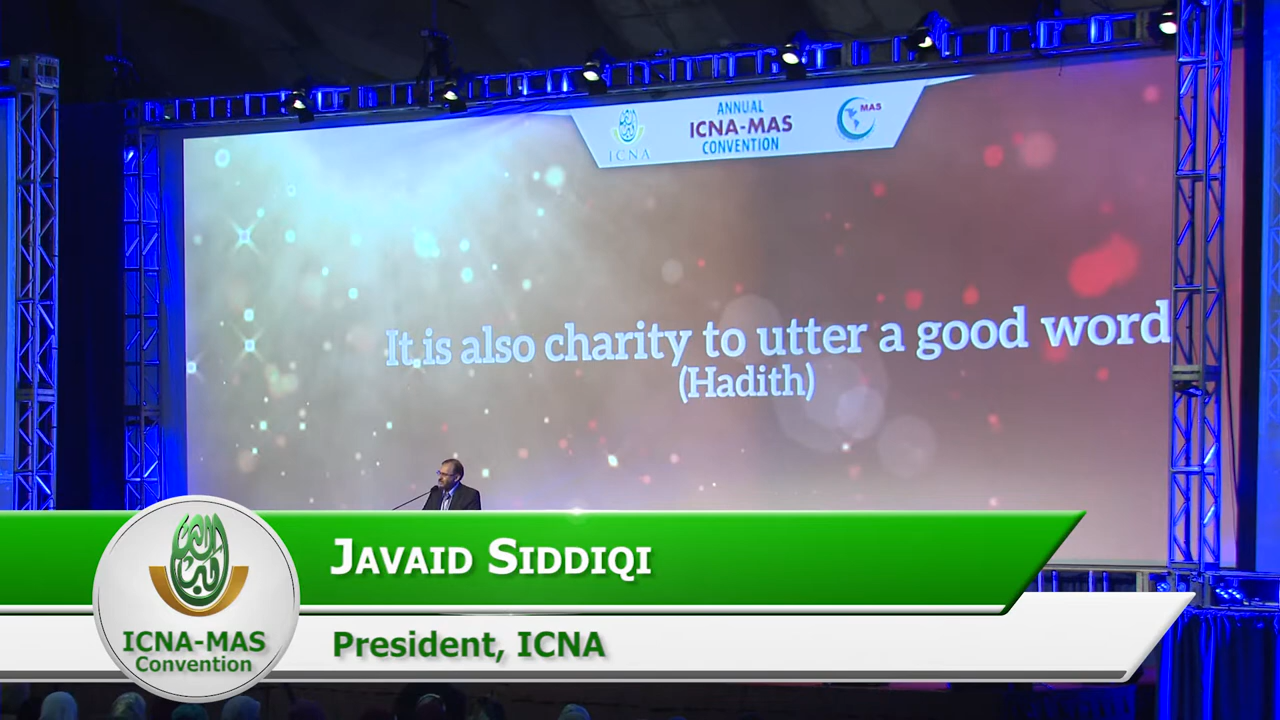 ANNUAL
ICNA-MAS
CONVENTION
ICNA
MAS
It is also charity to utter a good word
(Hadith)
JAVAID SIDDIQI
President, ICNA
ICNA-MAS
Convention